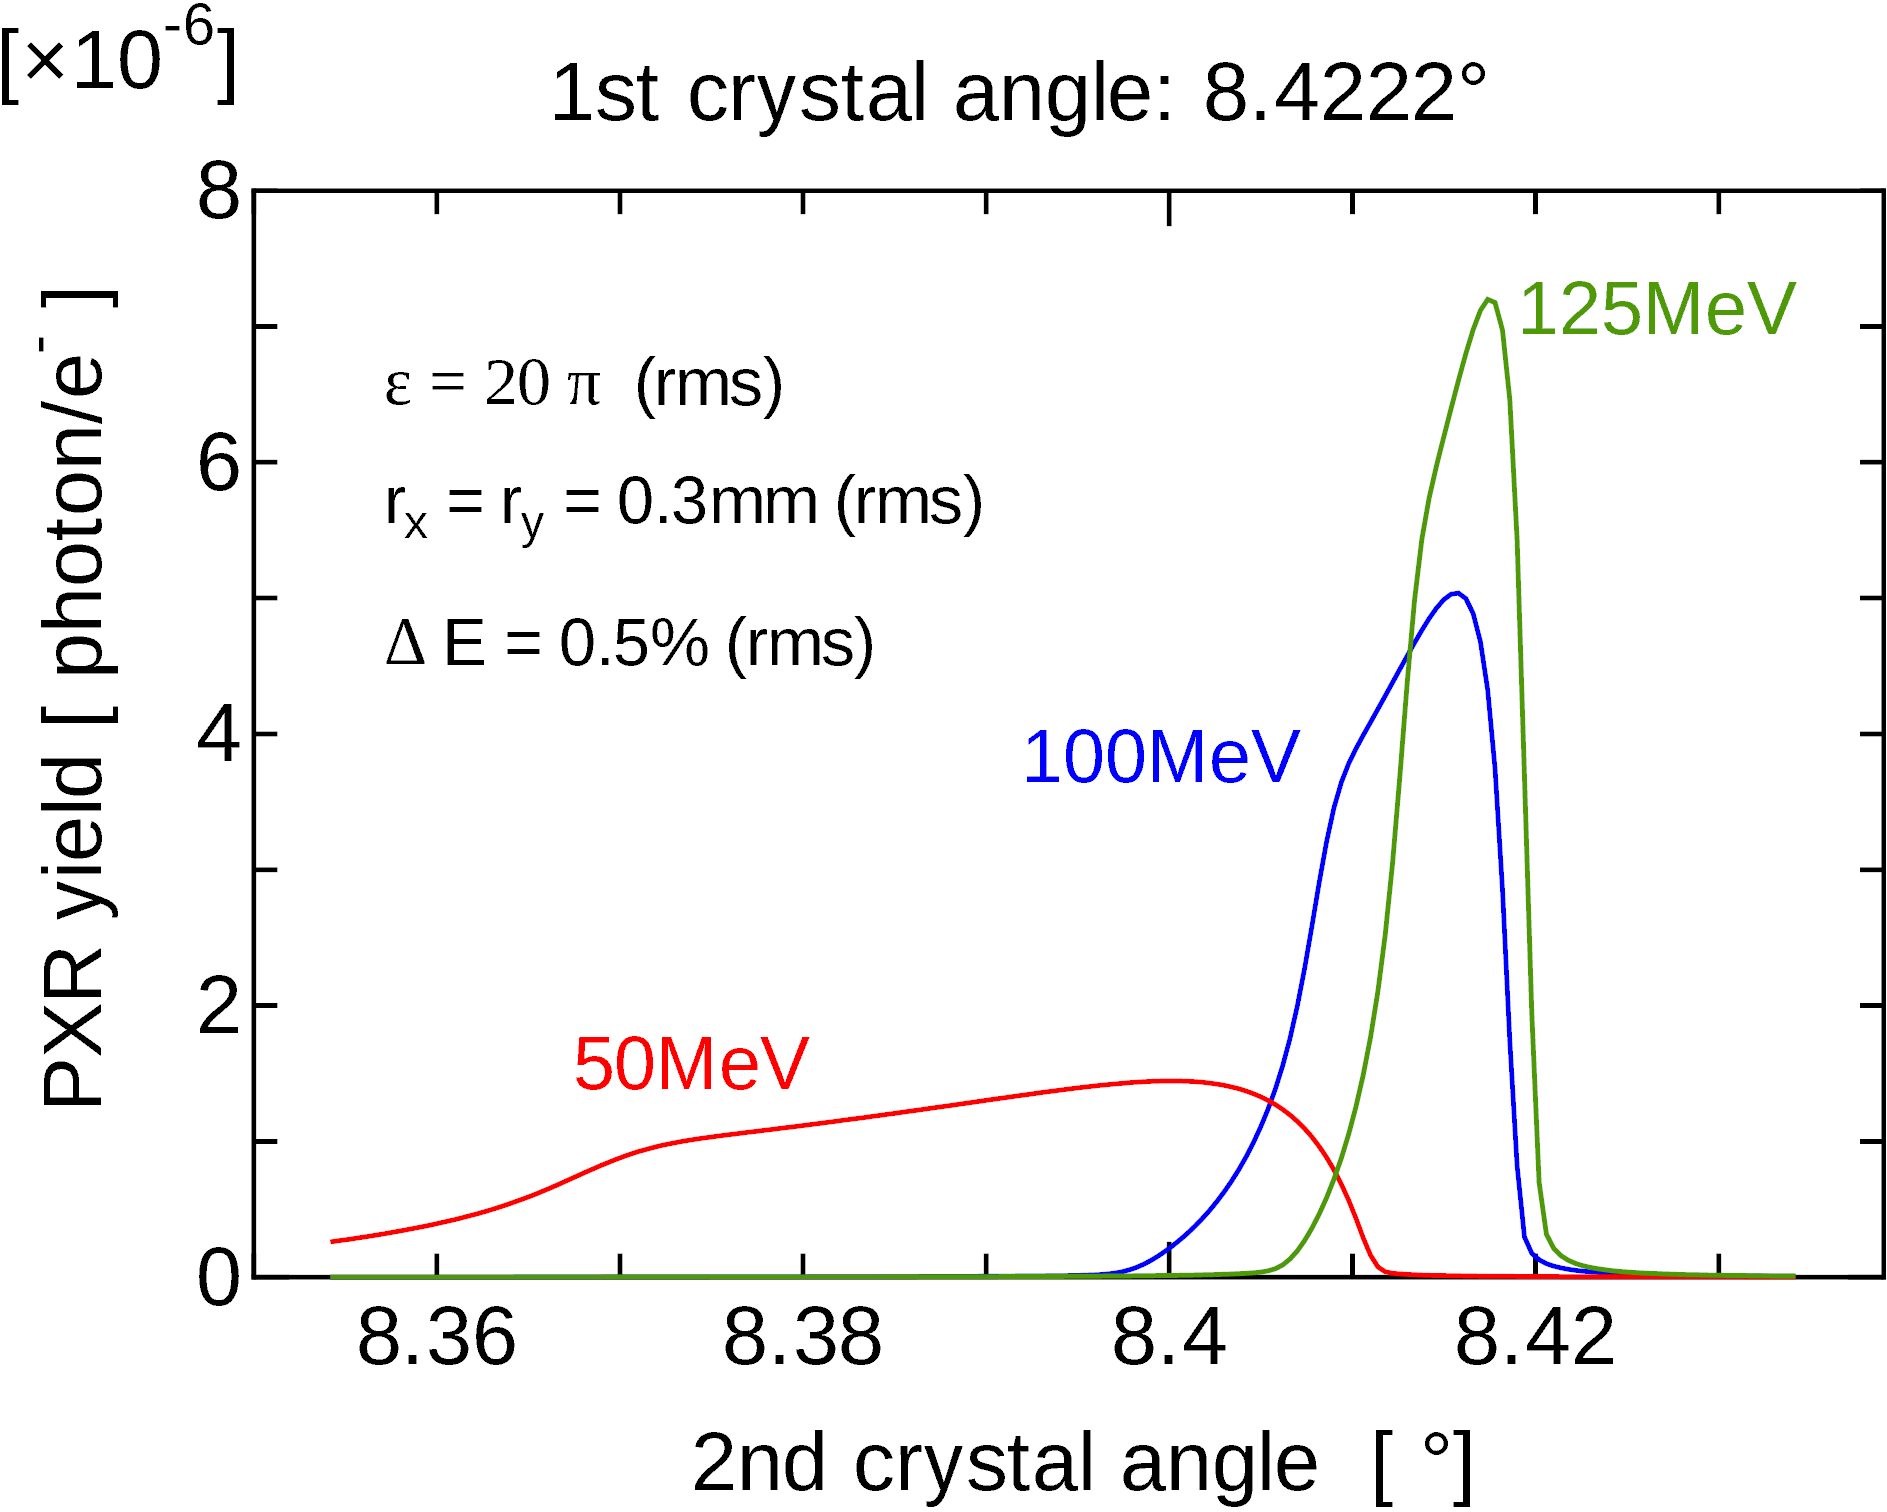 [×10-6]
1st crystal angle: 8.4222°
8
125MeV
ε = 20 π (rms)
6
rx = ry = 0.3mm (rms)
Δ E = 0.5% (rms)
4
100MeV
2
50MeV
0
PXR yield [ photon/e- ]
8.36 8.38 8.4 8.42
2nd crystal angle [ °]